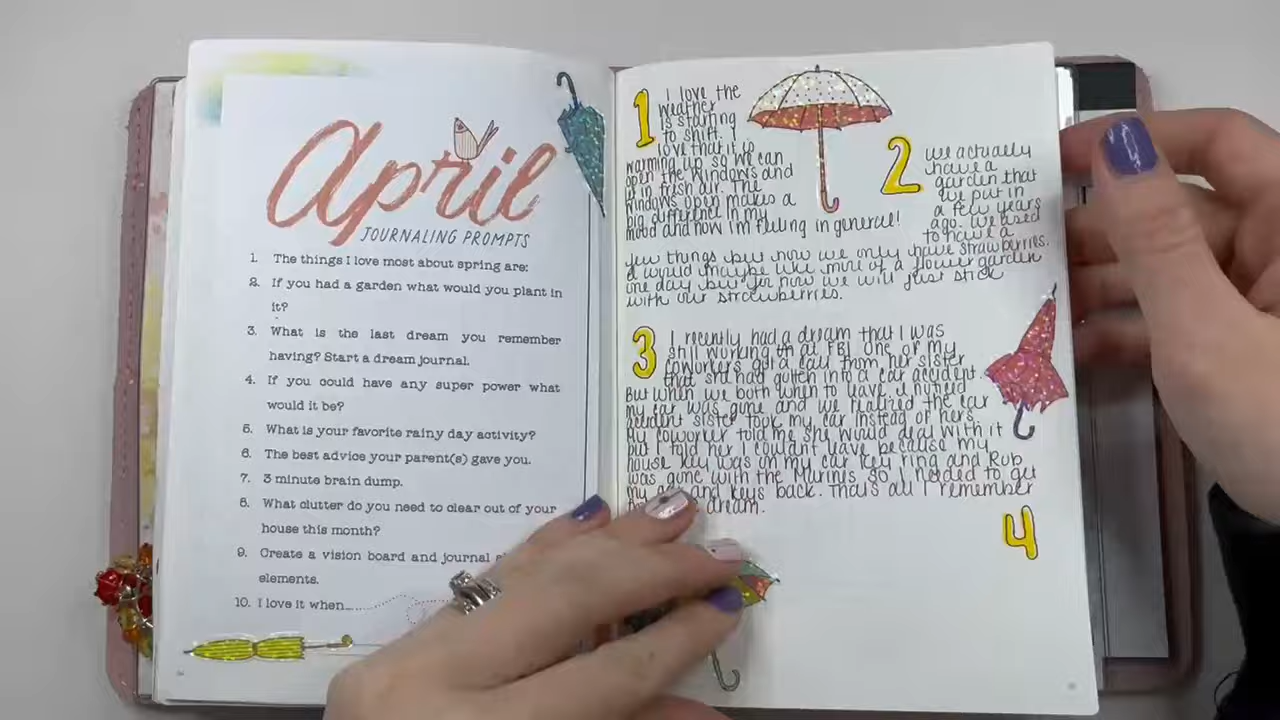 April
JOURNALING PROMPTS
1. The things I love most about spring are:
2. If you had a garden what would you plant in
it?
3. What is the last dream you remember
having? Start a dream journal.
4. If you could have any super power what
would it be?
5. What is your favorite rainy day activity?
6. The best advice your parent(s) gave you.
7. 3 minute brain dump.
8. What clutter do you need to clear out of your
house this month?
9. Create a vision board and journal
elements.
10. I love it when
1 I love the
weather
is starting
to shift. I
love that it is
warming up so we can
open the windows and
let in fresh air. The
windows open makes a
big difference in my
mood and how im feeling in general!
2 we actually
have a
garden that
we put in
a few years
ago. we used
to have a
few things but now we only have strawberries.
I would maybe like more of a flower garden
one day but for now we will just stick
with our strawberries.
3 I recently had a dream that I was
still working at FBI. One of my
coworkers got a call from her sister
that she had gotten into a car accident.
But when we both when to leave, I noticed
my car was gone and we realized the car
accident sister took my car instead of hers.
My coworker told me she would deal with it
but I told her I couldnt leave because my
house key was on my car key ring and Rob
was gone with the Marines so I needed to get
my and keys back. Thats all I remember
dream.
4